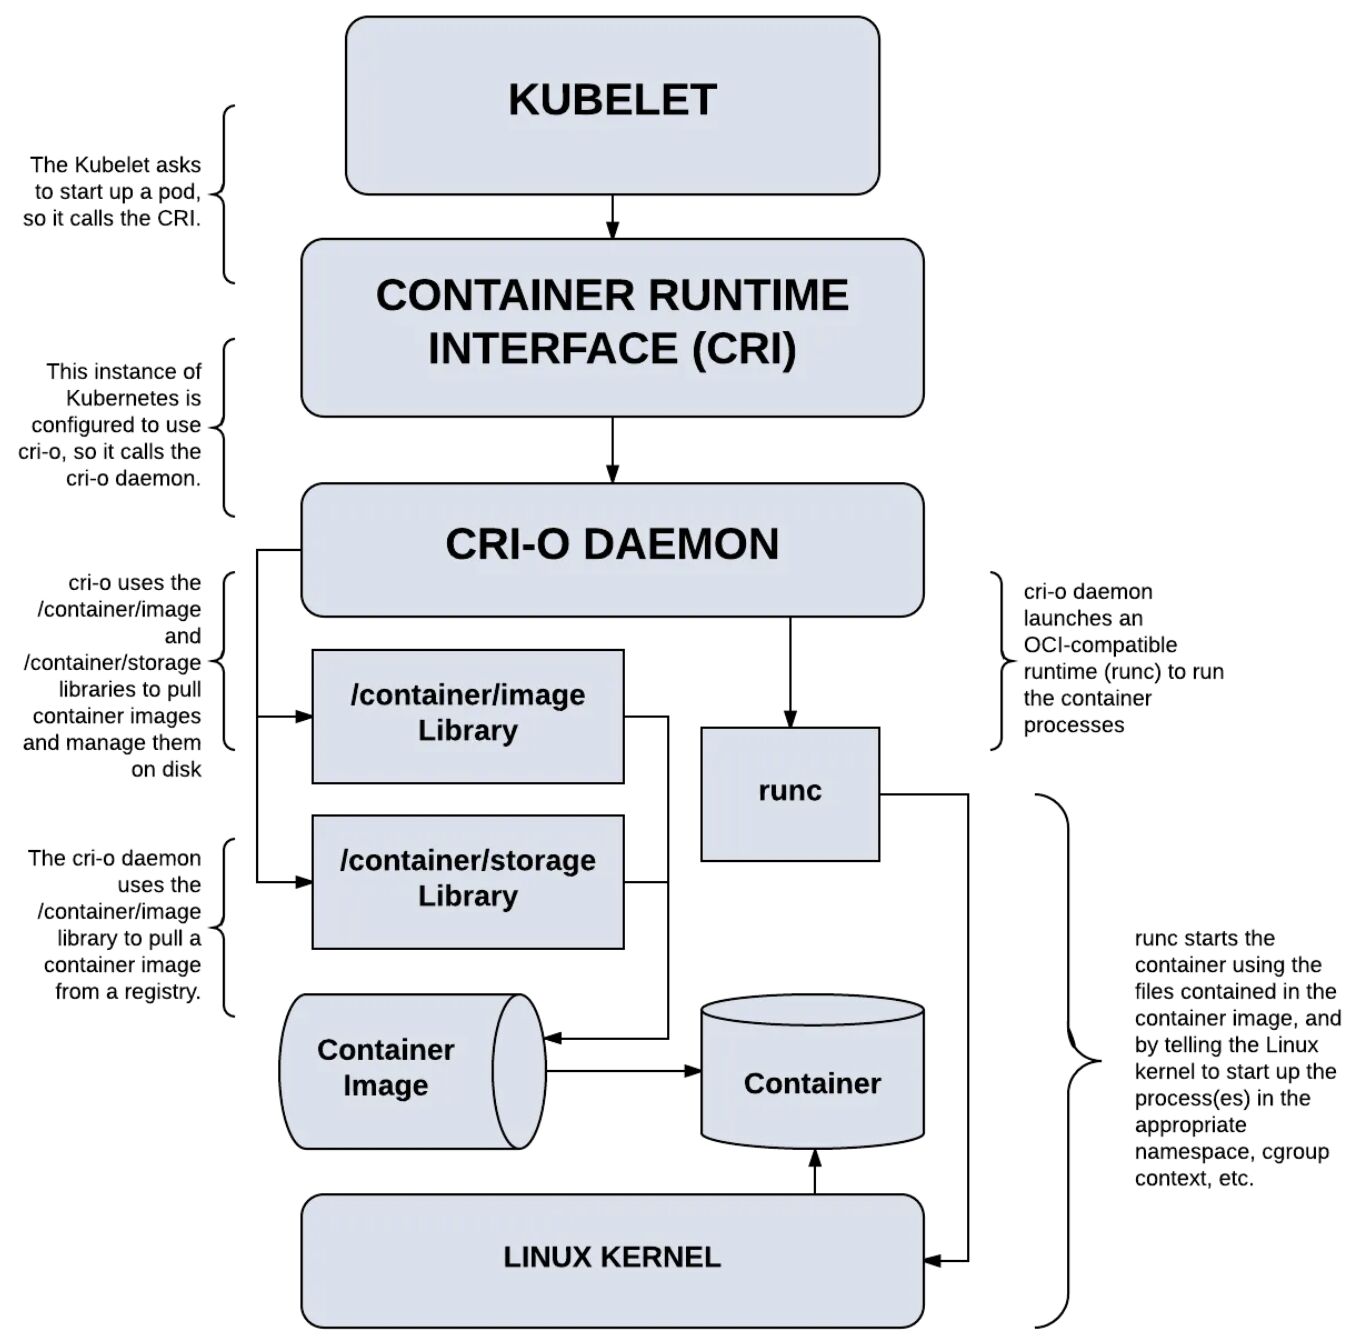 KUBELET
The Kubelet asks
to start up a pod,
so it calls the CRI.
CONTAINER RUNTIME
INTERFACE (CRI)
This instance of
Kubernetes is
configured to use
cri-o, so it calls the
cri-o daemon.
CRI-O DAEMON
cri-o uses the
/container/image
and
/container/storage
libraries to pull
container images
and manage them
on disk
cri-o daemon
launches an
OCI-compatible
runtime (runc) to run
the container
processes
/container/image
Library
runc
/container/storage
Library
The cri-o daemon
uses the
/container/image
library to pull a
container image
from a registry.
runc starts the
container using the
files contained in the
container image, and
by telling the Linux
kernel to start up the
process(es) in the
appropriate
namespace, cgroup
context, etc.
Container
Image
Container
LINUX KERNEL